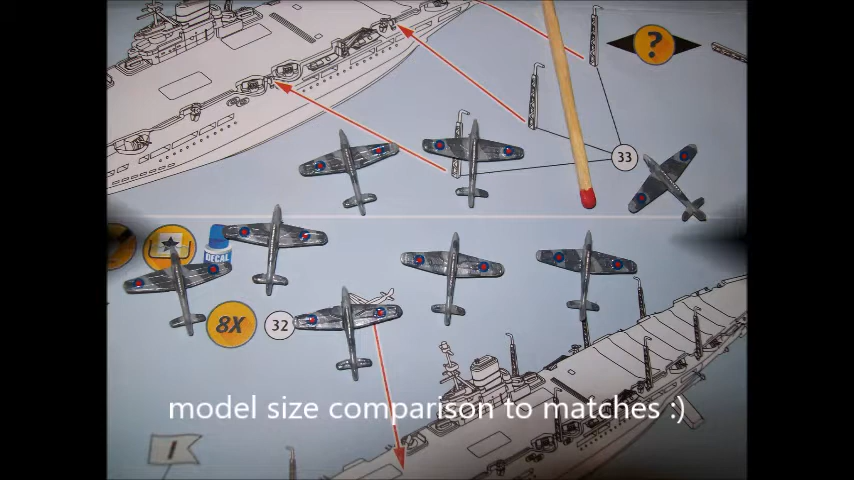 ?
33
DECAL
8X
32
model size comparison to matches :)
1